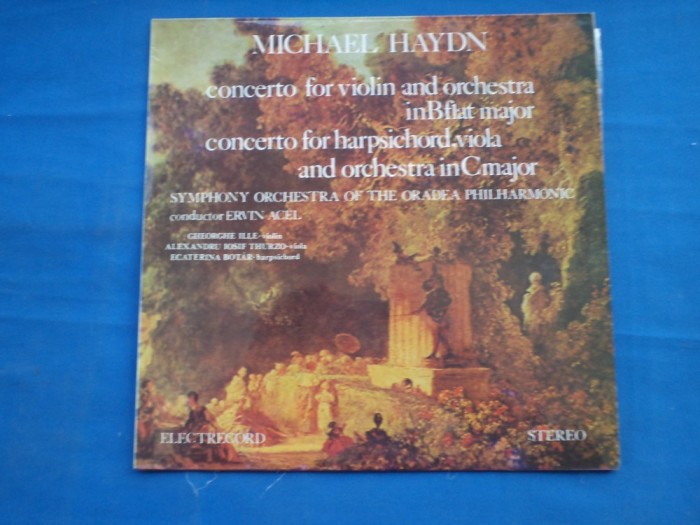 MICHAEL HAYDN
concerto for violin and orchestra
in B flat major
concerto for harpsichord, viola
and orchestra in C major
SYMPHONY ORCHESTRA OF THE ORADEA PHILHARMONIC
conductor ERVIN ACEL
GHEORGHE ILLE-violin
ALEXANDRU IOSIF THURZO-viola
ECATERINA BOTÁR-harpsichord
ELECTRECORD
STEREO